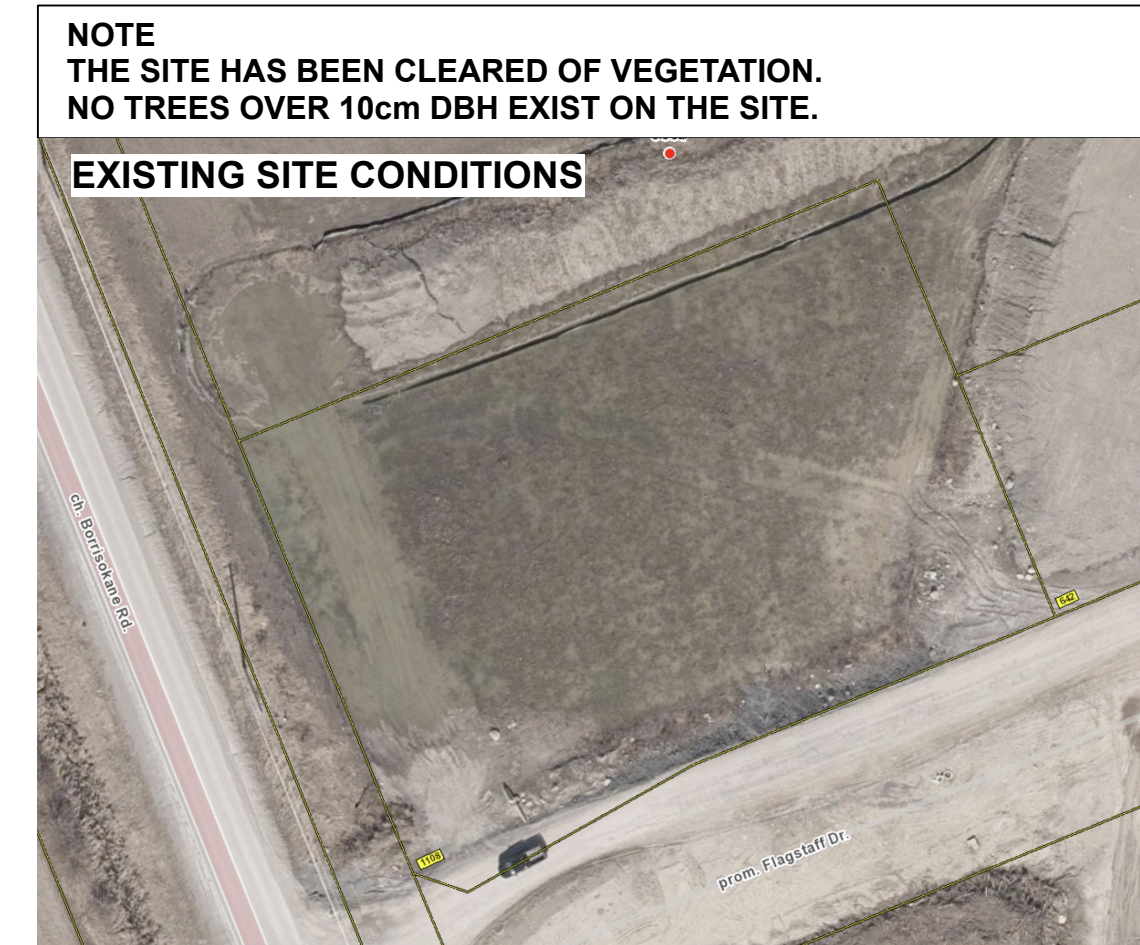 NOTE
THE SITE HAS BEEN CLEARED OF VEGETATION.
NO TREES OVER 10cm DBH EXIST ON THE SITE.
EXISTING SITE CONDITIONS
ch. Borrisokane Rd.
642
1108
prom. Flagstaff Dr.